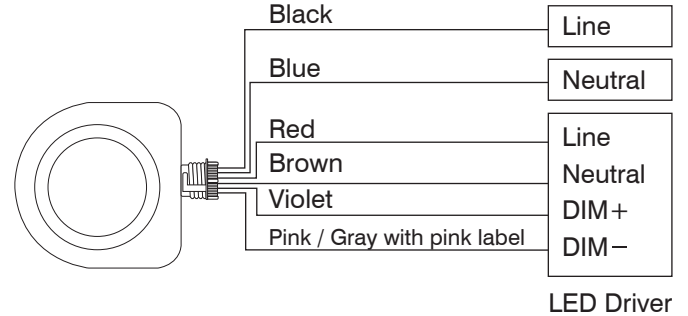 Black
Line
Blue
Neutral
Red
Line
Brown
Neutral
Violet
DIM+
Pink / Gray with pink label
DIM−
LED Driver